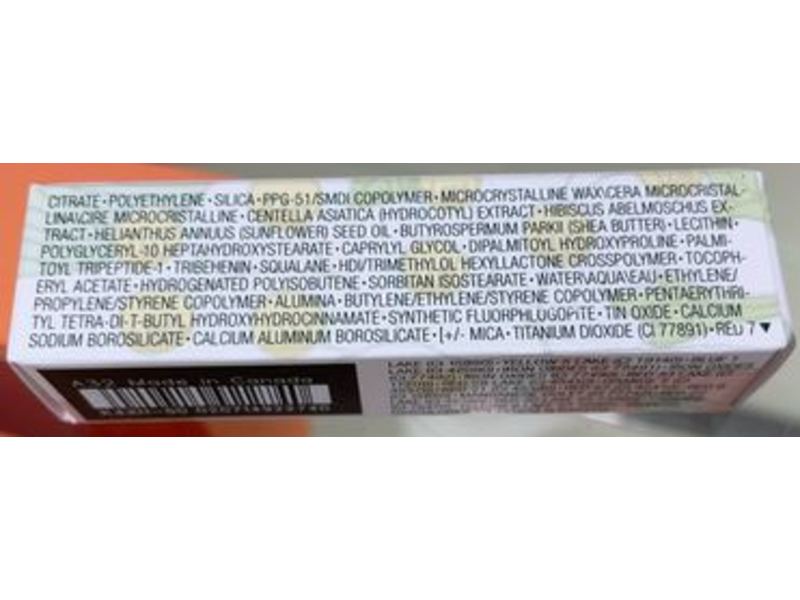 CITRATE • POLYETHYLENE • SILICA • PPG-51/SMDI COPOLYMER • MICROCRYSTALLINE WAX\CERA MICROCRISTAL-
LINA\CIRE MICROCRISTALLINE • CENTELLA ASIATICA (HYDROCOTYL) EXTRACT • HIBISCUS ABELMOSCHUS EX-
TRACT • HELIANTHUS ANNUUS (SUNFLOWER) SEED OIL • BUTYROSPERMUM PARKII (SHEA BUTTER) • LECITHIN •
POLYGLYCERYL-10 HEPTAHYDROXYSTEARATE • CAPRYLYL GLYCOL • DIPALMITOYL HYDROXYPROLINE • PALMI-
TOYL TRIPEPTIDE-1 • TRIBEHENIN • SQUALANE • HDI/TRIMETHYLOL HEXYLLACTONE CROSSPOLYMER • TOCOPH-
ERYL ACETATE • HYDROGENATED POLYISOBUTENE • SORBITAN ISOSTEARATE • WATER\AQUA\EAU • ETHYLENE/
PROPYLENE/STYRENE COPOLYMER • ALUMINA • BUTYLENE/ETHYLENE/STYRENE COPOLYMER • PENTAERYTHRI-
TYL TETRA-DI-T-BUTYL HYDROXYHYDROCINNAMATE • SYNTHETIC FLUORPHLOGOPITE • TIN OXIDE • CALCIUM
SODIUM BOROSILICATE • CALCIUM ALUMINUM BOROSILICATE • [+/- MICA • TITANIUM DIOXIDE (CI 77891) • RED 7 ▼
A32 Made in Canada